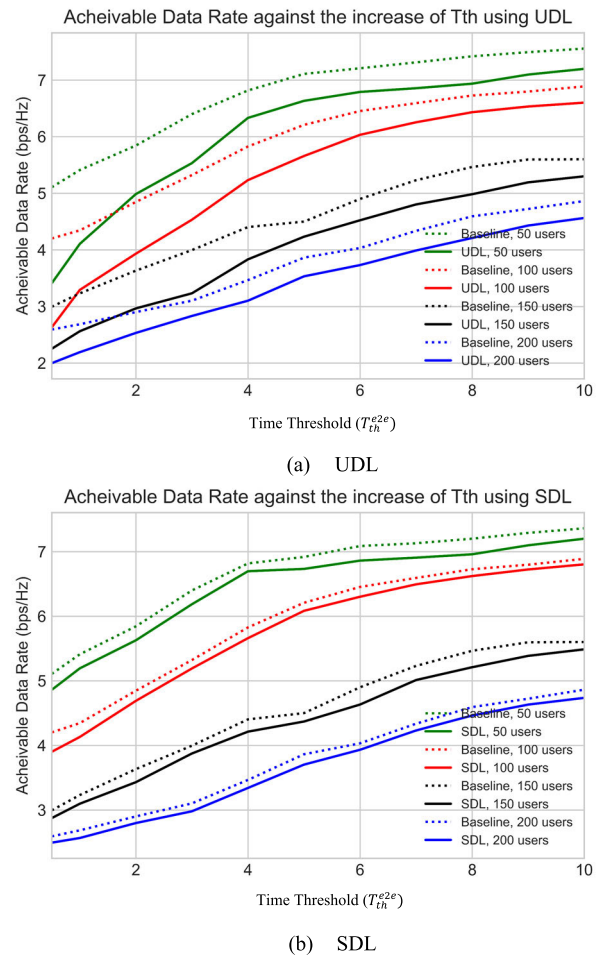 Acheivable Data Rate against the increase of Tth using UDL
Acheivable Data Rate (bps/Hz)
7
6
5
4
3
2
Baseline, 50 users
UDL, 50 users
Baseline, 100 users
UDL, 100 users
Baseline, 150 users
UDL, 150 users
Baseline, 200 users
UDL, 200 users
2 4 6 8 10
Time Threshold (T_{th}^{e2e})
(a) UDL
Acheivable Data Rate against the increase of Tth using SDL
Acheivable Data Rate (bps/Hz)
7
6
5
4
3
Baseline, 50 users
SDL, 50 users
Baseline, 100 users
SDL, 100 users
Baseline, 150 users
SDL, 150 users
Baseline, 200 users
SDL, 200 users
2 4 6 8 10
Time Threshold (T_{th}^{e2e})
(b) SDL